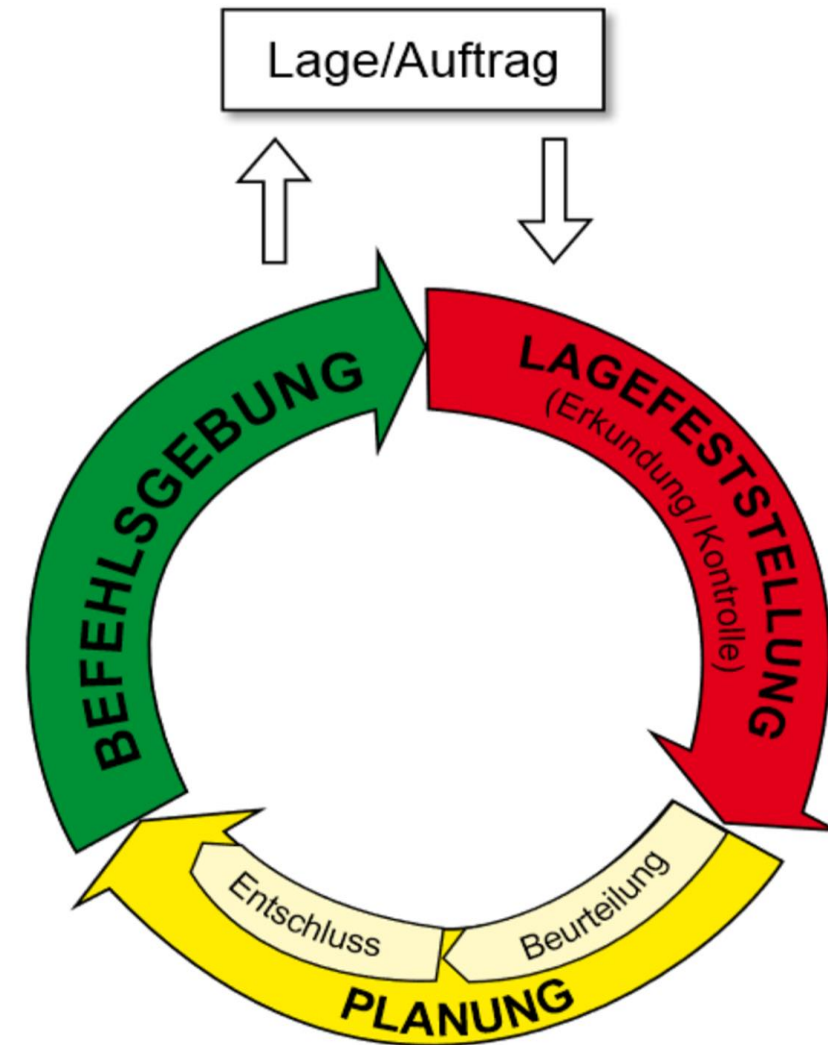 Lage/Auftrag
LAGEFESTSTELLUNG
(Erkundung/Kontrolle)
PLANUNG
Beurteilung
Entschluss
BEFEHLSGEBUNG